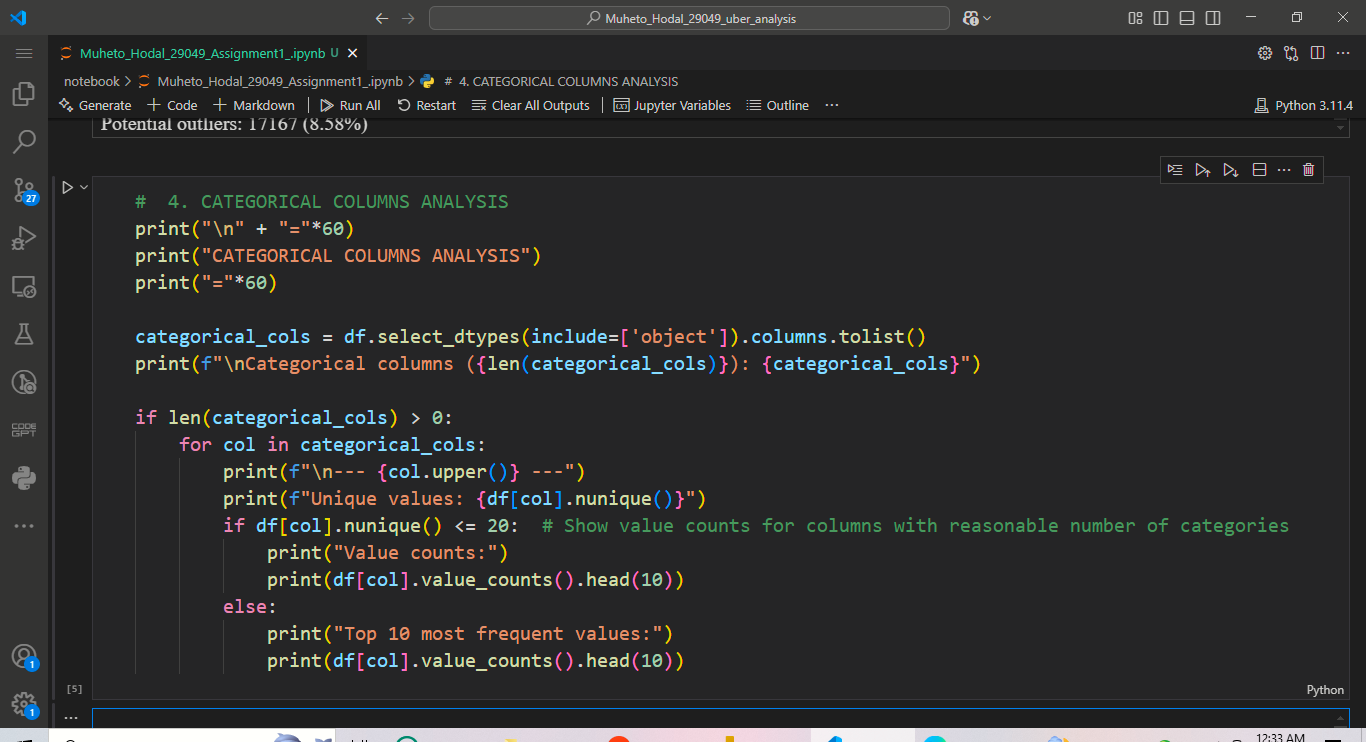 Muheto_Hodal_29049_uber_analysis
Muheto_Hodal_29049_Assignment1_.ipynb U
notebook > Muheto_Hodal_29049_Assignment1_.ipynb > # 4. CATEGORICAL COLUMNS ANALYSIS
Generate + Code + Markdown | Run All Restart Clear All Outputs | Jupyter Variables Outline ... Python 3.11.4
Potential outliers: 17167 (8.58%)
#  4. CATEGORICAL COLUMNS ANALYSIS
print("\n" + "="*60)
print("CATEGORICAL COLUMNS ANALYSIS")
print("="*60)
categorical_cols = df.select_dtypes(include=['object']).columns.tolist()
print(f"\nCategorical columns ({len(categorical_cols)}): {categorical_cols}")
if len(categorical_cols) > 0:
    for col in categorical_cols:
        print(f"\n--- {col.upper()} ---")
        print(f"Unique values: {df[col].nunique()}")
        if df[col].nunique() <= 20:  # Show value counts for columns with reasonable number of categories
            print("Value counts:")
            print(df[col].value_counts().head(10))
        else:
            print("Top 10 most frequent values:")
            print(df[col].value_counts().head(10))
[5]
Python
27
CODE
GPT
1
1
12:33 AM